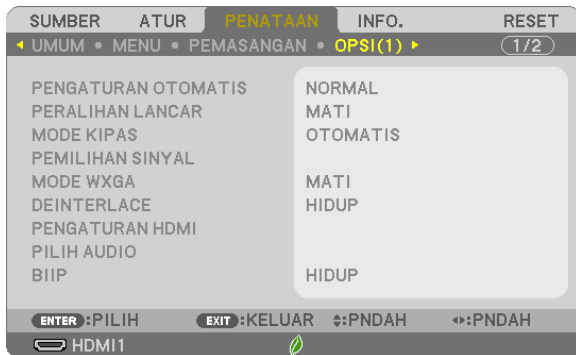 SUMBER ATUR PENATAAN INFO. RESET
UMUM • MENU • PEMASANGAN • OPSI(1) 1/2
PENGATURAN OTOMATIS NORMAL
PERALIHAN LANCAR MATI
MODE KIPAS OTOMATIS
PEMILIHAN SINYAL
MODE WXGA MATI
DEINTERLACE HIDUP
PENGATURAN HDMI
PILIH AUDIO
BIIP HIDUP
ENTER :PILIH EXIT :KELUAR :PNDAH :PNDAH
HDMI1